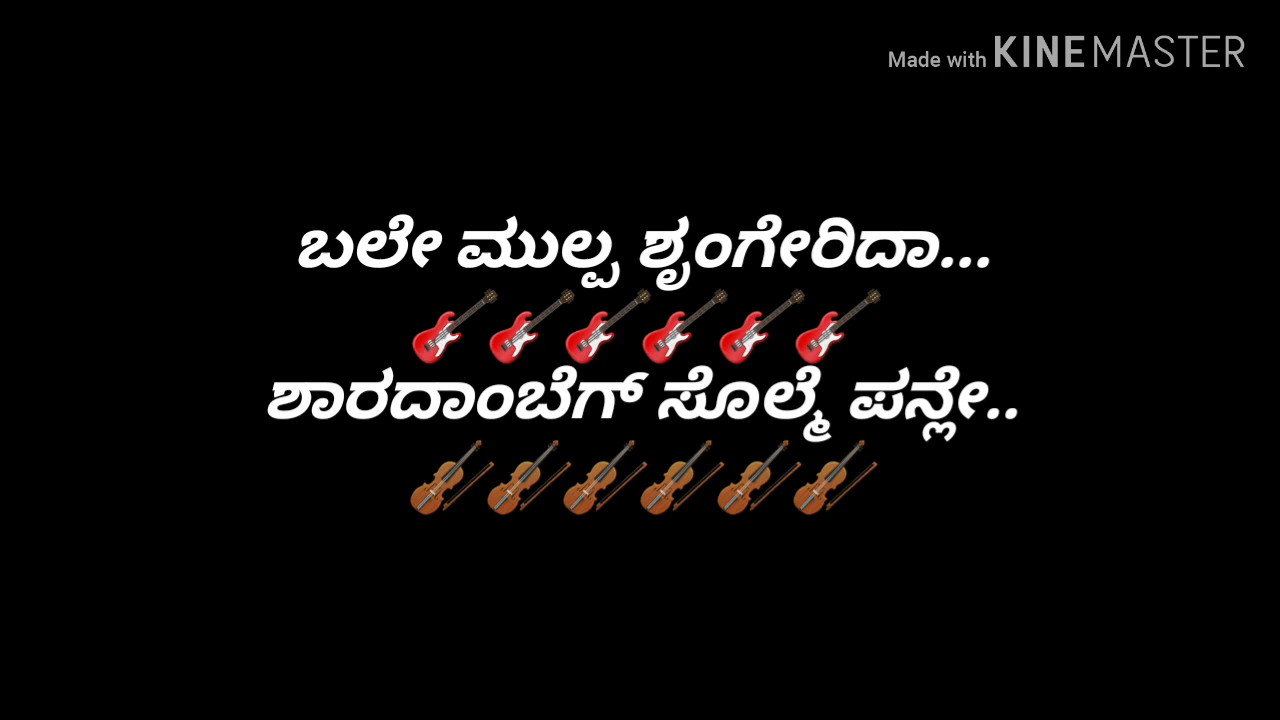 Made with KINEMASTER
ಬಲೇ ಮುಲ್ಪ ಶೃಂಗೇರಿದಾ...
ಶಾರದಾಂಬೆಗ್ ಸೊಲ್ಮೆ ಪನ್ಲೇ..